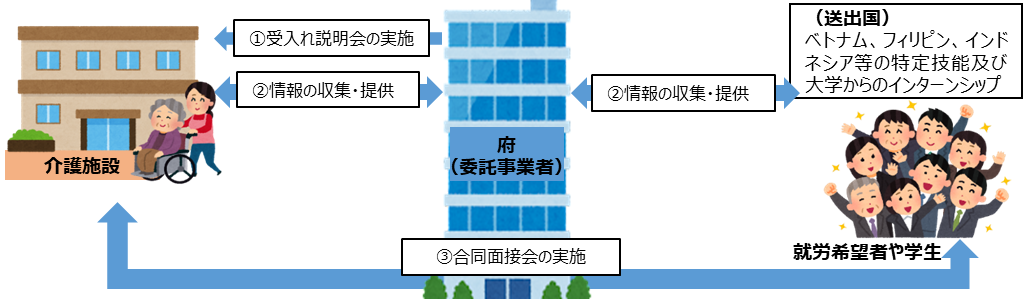 ①受入れ説明会の実施
②情報の収集・提供
介護施設
府
（委託事業者）
②情報の収集・提供
（送出国）
ベトナム、フィリピン、インド
ネシア等の特定技能及び
大学からのインターンシップ
就労希望者や学生
③合同面接会の実施